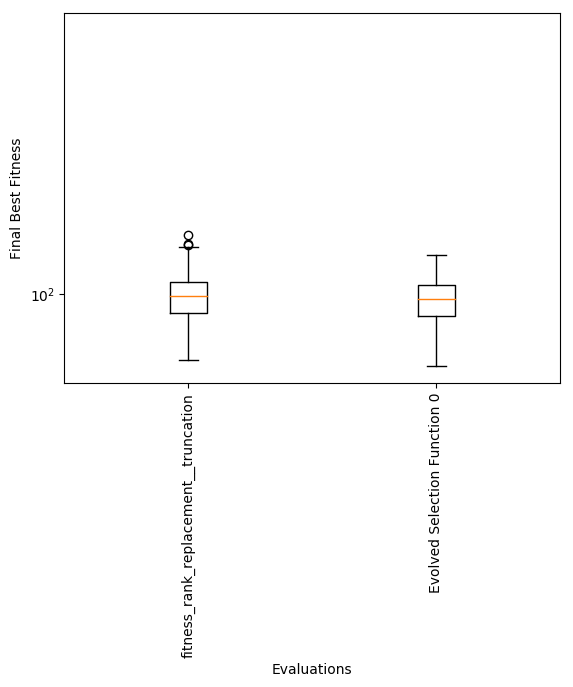 Final Best Fitness
10²
fitness_rank_replacement__truncation
Evolved Selection Function 0
Evaluations